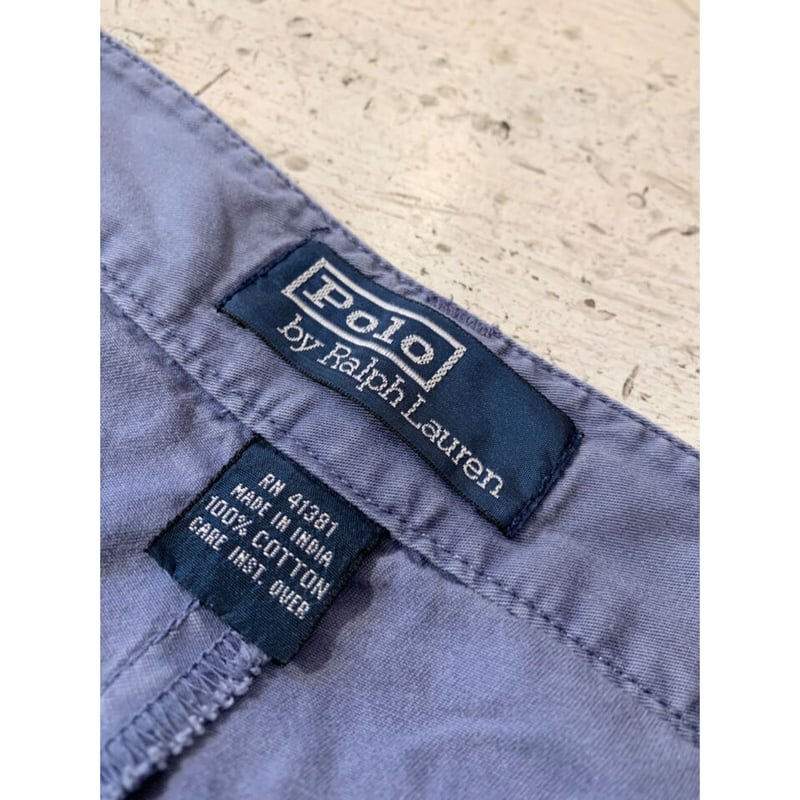 Polo
by Ralph Lauren
RN 41381
MADE IN INDIA
100% COTTON
CARE INST. OVER